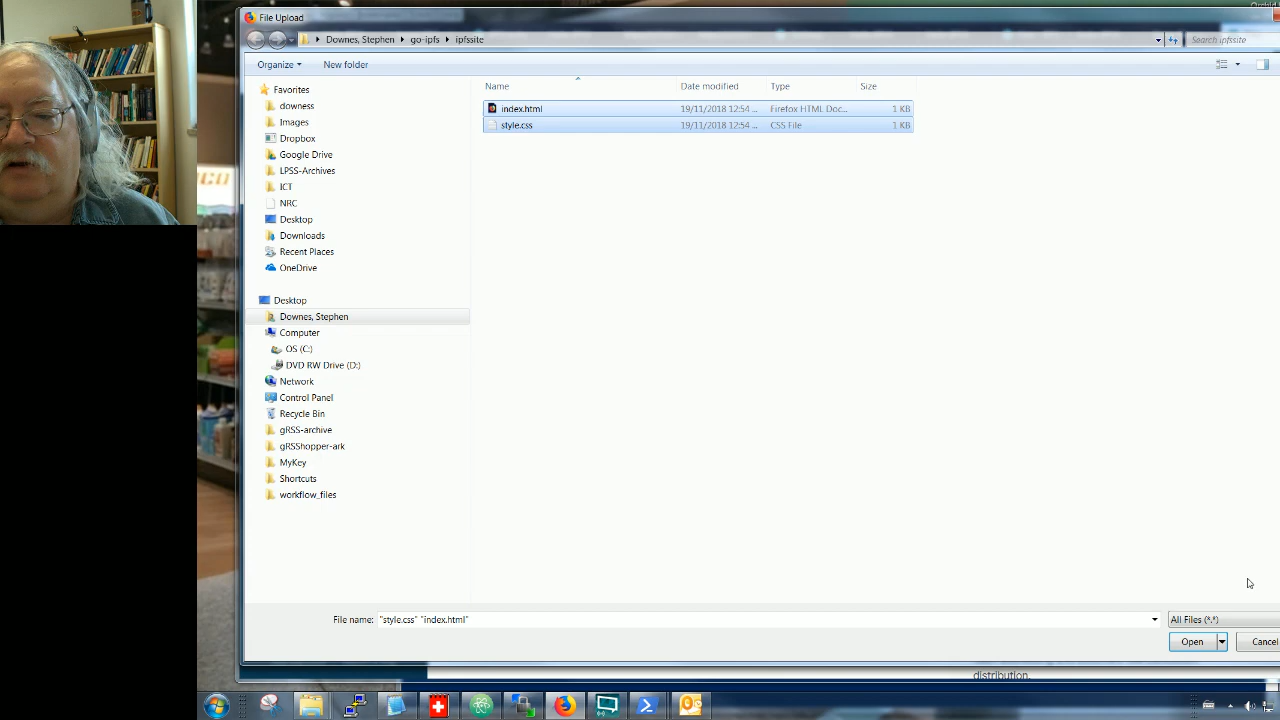 Orchid
File Upload
Downes, Stephen go-ipfs ipfssite
Search ipfssite
Organize New folder
Name Date modified Type Size
index.html 19/11/2018 12:54 ... Firefox HTML Doc... 1 KB
style.css 19/11/2018 12:54 ... CSS File 1 KB
Favorites
downess
Images
Dropbox
Google Drive
LPSS-Archives
ICT
NRC
Desktop
Downloads
Recent Places
OneDrive
Desktop
Downes, Stephen
Computer
OS (C:)
DVD RW Drive (D:)
Network
Control Panel
Recycle Bin
gRSS-archive
gRSShopper-ark
MyKey
Shortcuts
workflow_files
File name: "style.css" "index.html"
All Files (*.*)
Open Cancel
distribution.